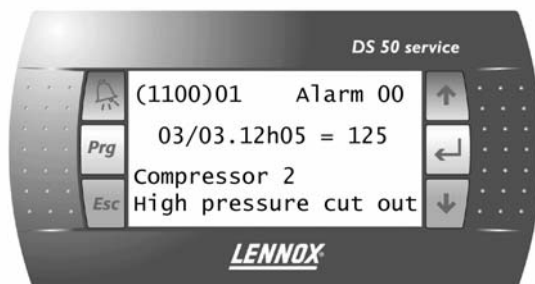 DS 50 service
(1100)01 Alarm 00
Prg 03/03.12h05 = 125
Compressor 2
Esc High pressure cut out
LENNOX